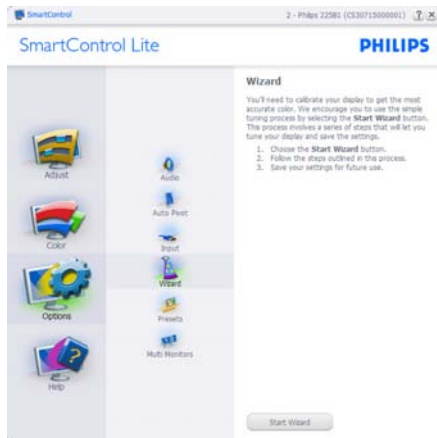 SmartControl
2 - Philips 225B1 (CS30715000001)
SmartControl Lite
PHILIPS
Adjust
Color
Options
Help
Audio
Auto Pivot
Input
Wizard
Presets
Multi Monitors
Wizard
You'll need to calibrate your display to get the most
accurate color. We encourage you to use the simple
tuning process by selecting the Start Wizard button.
This process involves a series of steps that will let you
tune your display and save the settings.
1. Choose the Start Wizard button.
2. Follow the steps outlined in this process.
3. Save your settings for future use.
Start Wizard